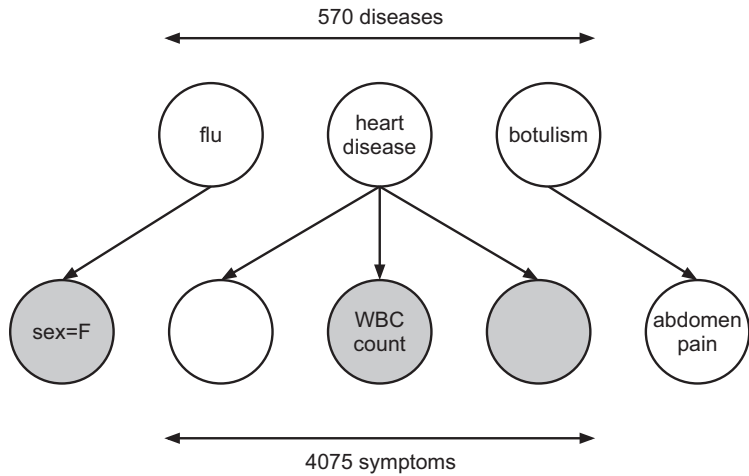 570 diseases
flu
heart
disease
botulism
sex=F
WBC
count
abdomen
pain
4075 symptoms